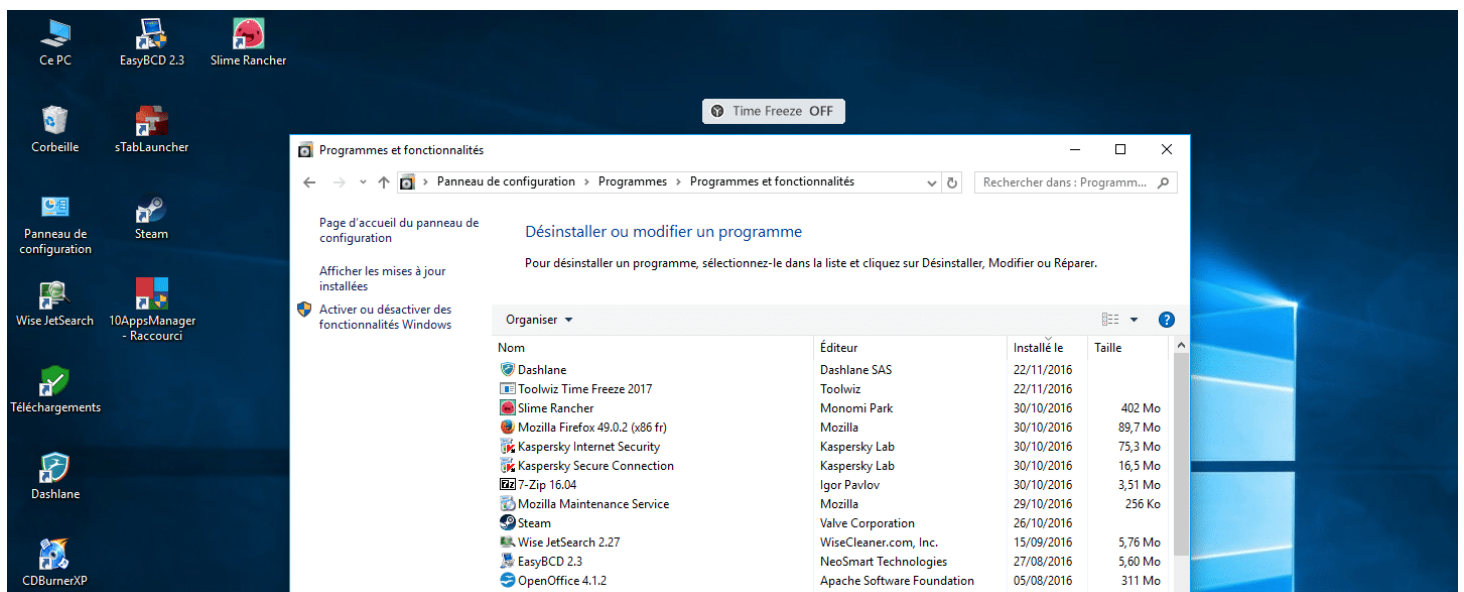 Ce PC
EasyBCD 2.3
Slime Rancher
Time Freeze OFF
Corbeille
sTabLauncher
Programmes et fonctionnalités
Panneau de configuration › Programmes › Programmes et fonctionnalités
Rechercher dans : Programm...
Panneau de
configuration
Steam
Page d'accueil du panneau de
configuration
Désinstaller ou modifier un programme
Pour désinstaller un programme, sélectionnez-le dans la liste et cliquez sur Désinstaller, Modifier ou Réparer.
Afficher les mises à jour
installées
Activer ou désactiver des
fonctionnalités Windows
Wise JetSearch
10AppsManager
- Raccourci
Organiser
Nom Éditeur Installé le Taille
Dashlane Dashlane SAS 22/11/2016
Toolwiz Time Freeze 2017 Toolwiz 22/11/2016
Slime Rancher Monomi Park 30/10/2016 402 Mo
Mozilla Firefox 49.0.2 (x86 fr) Mozilla 30/10/2016 89,7 Mo
Kaspersky Internet Security Kaspersky Lab 30/10/2016 75,3 Mo
Kaspersky Secure Connection Kaspersky Lab 30/10/2016 16,5 Mo
7-Zip 16.04 Igor Pavlov 30/10/2016 3,51 Mo
Mozilla Maintenance Service Mozilla 29/10/2016 256 Ko
Steam Valve Corporation 26/10/2016
Wise JetSearch 2.27 WiseCleaner.com, Inc. 15/09/2016 5,76 Mo
EasyBCD 2.3 NeoSmart Technologies 27/08/2016 5,60 Mo
OpenOffice 4.1.2 Apache Software Foundation 05/08/2016 311 Mo
Téléchargements
Dashlane
CDBurnerXP